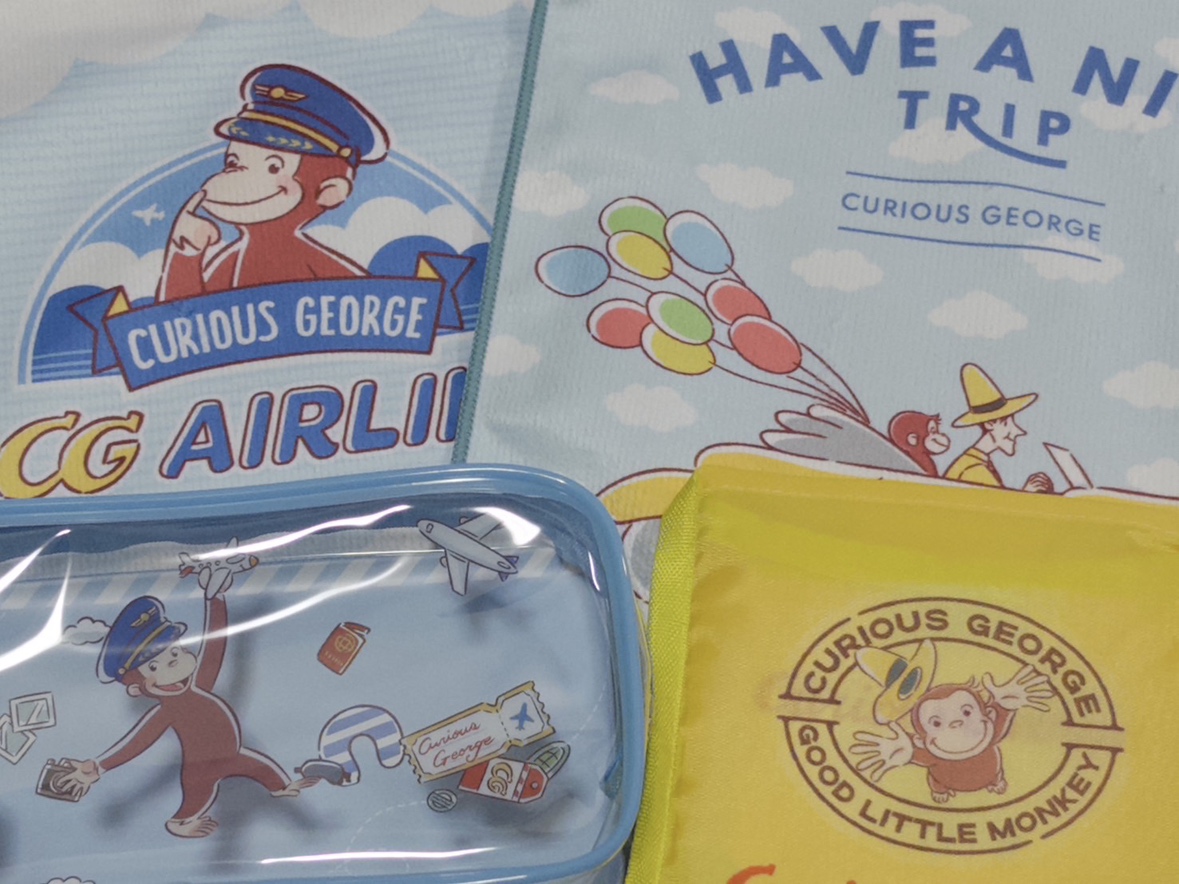 HAVE A NI
TRIP
CURIOUS GEORGE
CURIOUS GEORGE
CG AIRLI
Curious
George
CG
CURIOUS GEORGE
GOOD LITTLE MONKEY